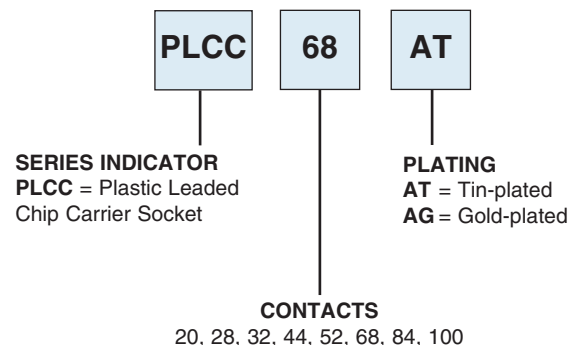 PLCC 68 AT
SERIES INDICATOR
PLCC = Plastic Leaded
Chip Carrier Socket
PLATING
AT = Tin-plated
AG = Gold-plated
CONTACTS
20, 28, 32, 44, 52, 68, 84, 100